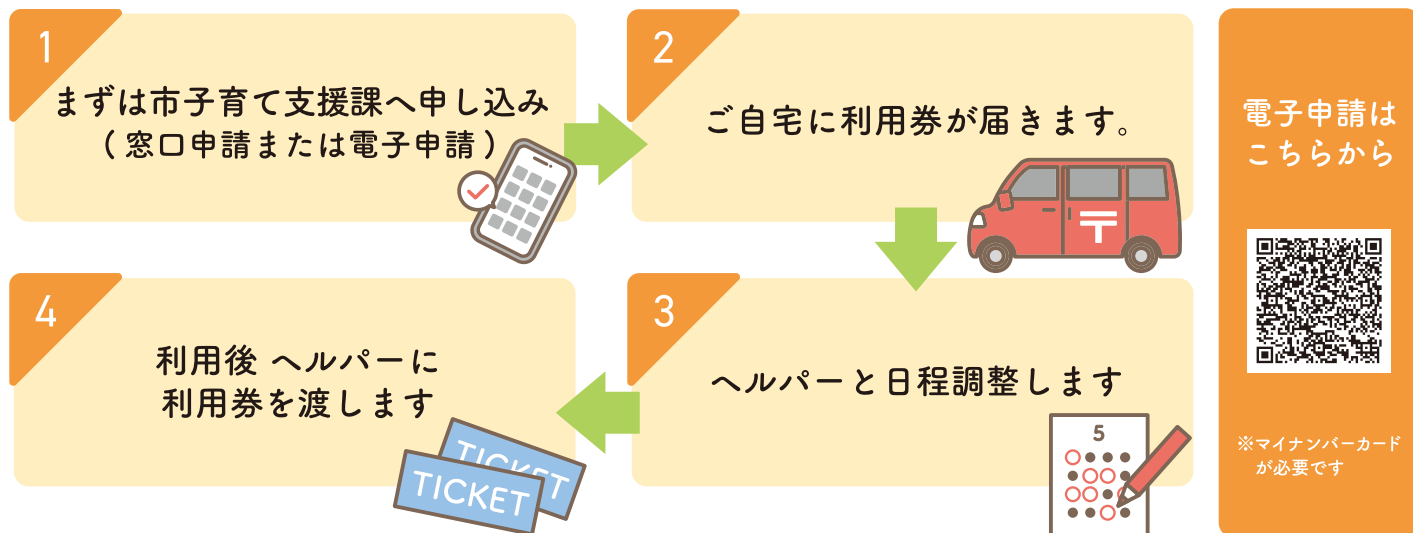 1
まずは市子育て支援課へ申し込み
(窓口申請または電子申請)
2
ご自宅に利用券が届きます。
3
ヘルパーと日程調整します
5
4
利用後 ヘルパーに
利用券を渡します
TICKET
TICKET
電子申請は
こちらから
※マイナンバーカード
が必要です